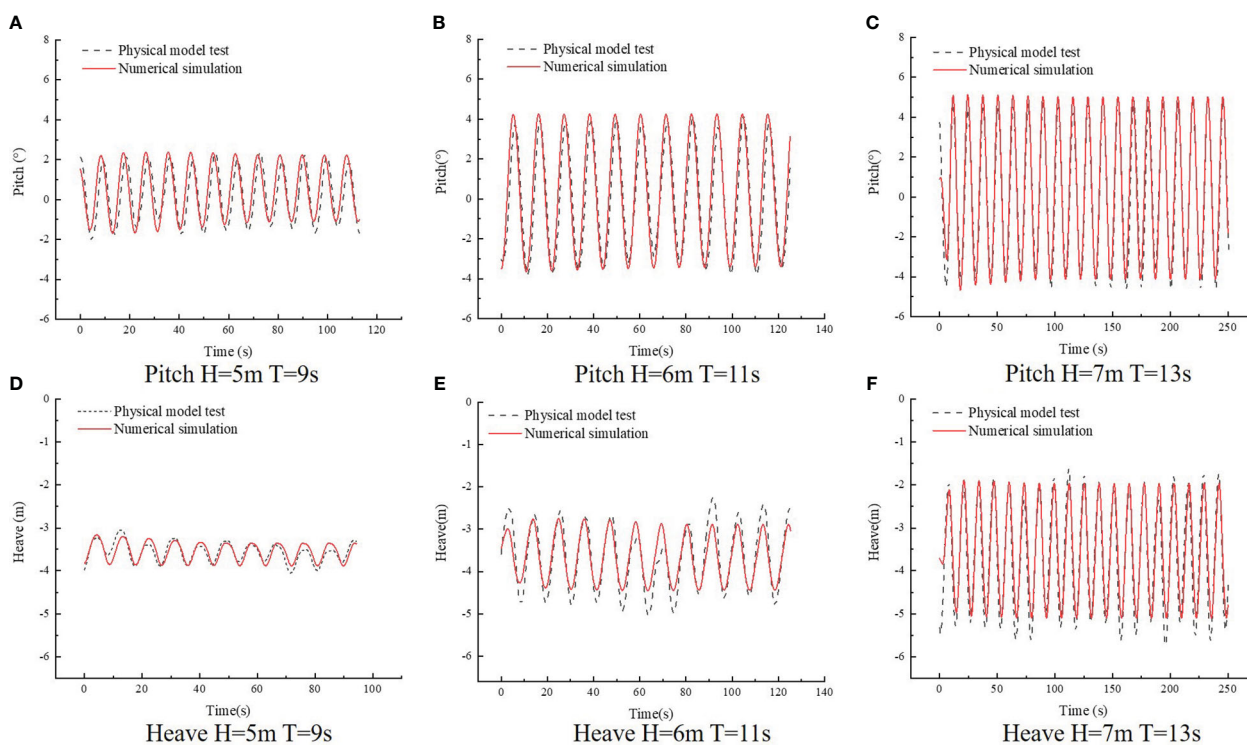 A
8
6
4
2
0
-2
-4
-6
Pitch (°)
Physical model test
Numerical simulation
0 20 40 60 80 100 120
Time (s)
Pitch H=5m T=9s
B
8
6
4
2
0
-2
-4
-6
Pitch(°)
Physical model test
Numerical simulation
0 20 40 60 80 100 120 140
Time(s)
Pitch H=6m T=11s
C
8
6
4
2
0
-2
-4
-6
Pitch(°)
Physical model test
Numerical simulation
0 50 100 150 200 250
Time (s)
Pitch H=7m T=13s
D
0
-1
-2
-3
-4
-5
-6
Heave (m)
Physical model test
Numerical simulation
0 20 40 60 80 100
Time(s)
Heave H=5m T=9s
E
0
-1
-2
-3
-4
-5
-6
Heave(m)
Physical model test
Numerical simulation
0 20 40 60 80 100 120 140
Time(s)
Heave H=6m T=11s
F
0
-1
-2
-3
-4
-5
-6
Heave(m)
Physical model test
Numerical simulation
0 50 100 150 200 250
Time(s)
Heave H=7m T=13s